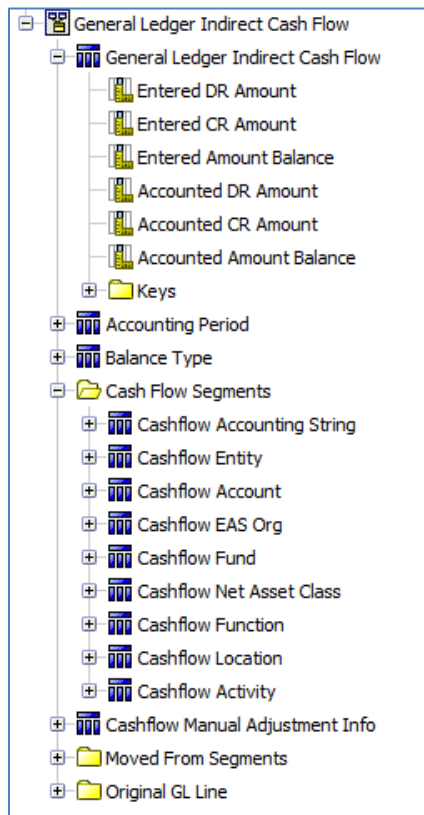 General Ledger Indirect Cash Flow
General Ledger Indirect Cash Flow
Entered DR Amount
Entered CR Amount
Entered Amount Balance
Accounted DR Amount
Accounted CR Amount
Accounted Amount Balance
Keys
Accounting Period
Balance Type
Cash Flow Segments
Cashflow Accounting String
Cashflow Entity
Cashflow Account
Cashflow EAS Org
Cashflow Fund
Cashflow Net Asset Class
Cashflow Function
Cashflow Location
Cashflow Activity
Cashflow Manual Adjustment Info
Moved From Segments
Original GL Line